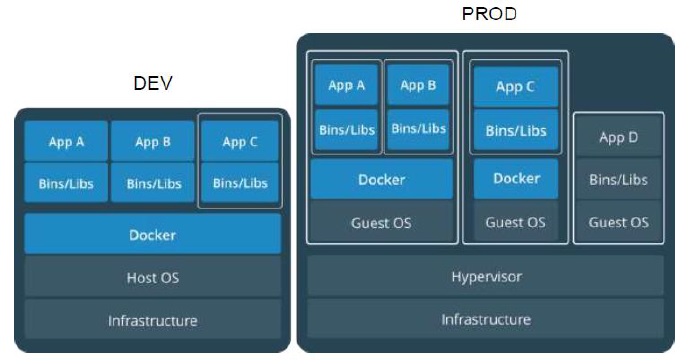 PROD
DEV
App A App B App C
Bins/Libs Bins/Libs Bins/Libs
Docker
Host OS
Infrastructure
App A App B App C
Bins/Libs Bins/Libs Bins/Libs
Docker Docker
Guest OS Guest OS
App D
Bins/Libs
Guest OS
Hypervisor
Infrastructure